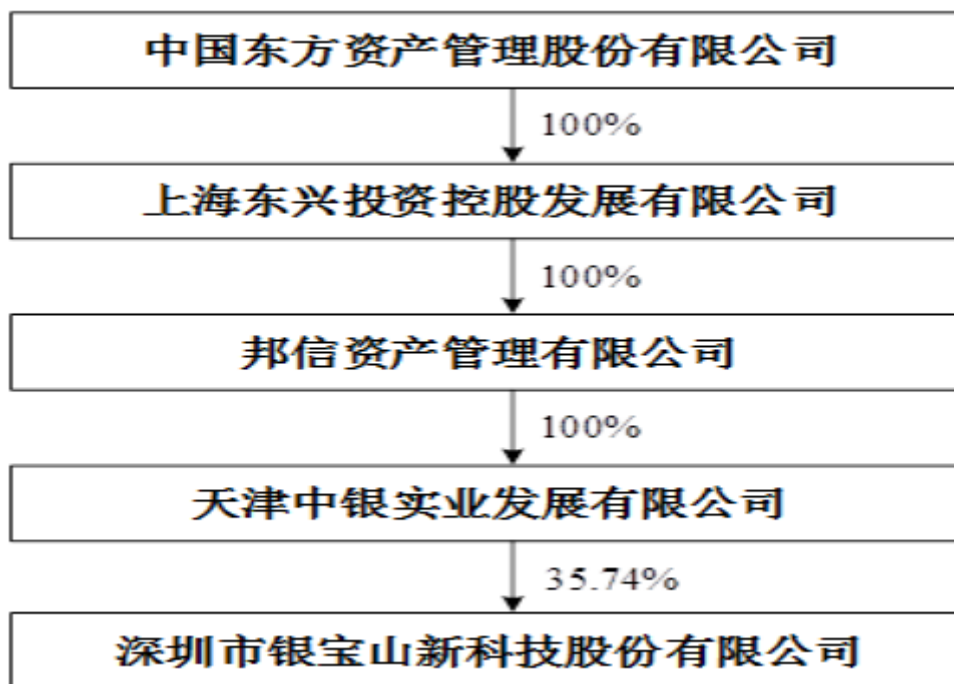 中国东方资产管理股份有限公司
100%
上海东兴投资控股发展有限公司
100%
邦信资产管理有限公司
100%
天津中银实业发展有限公司
35.74%
深圳市银宝山新科技股份有限公司